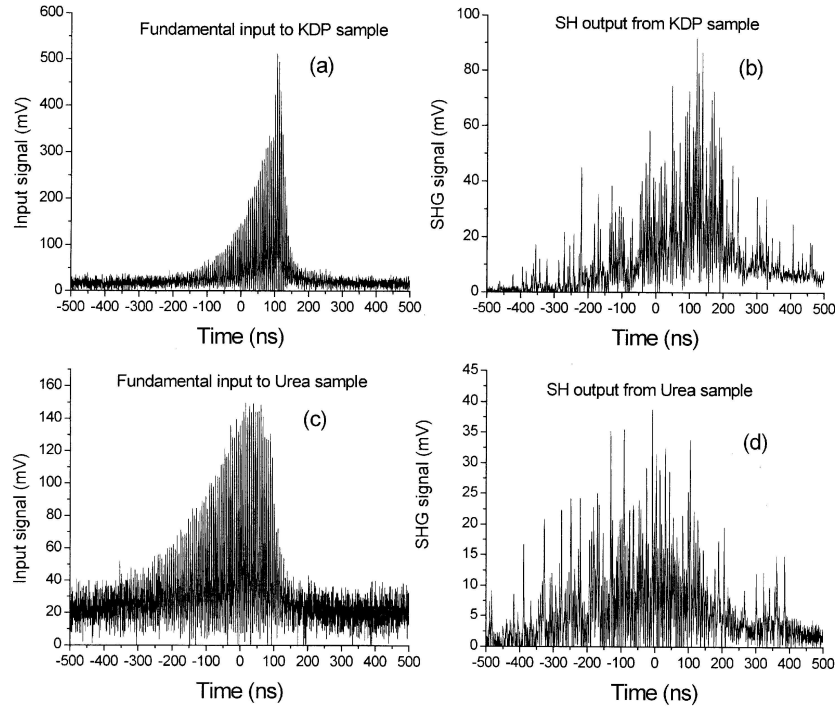 Fundamental input to KDP sample
(a)
Input signal (mV)
600
500
400
300
200
100
0
-500 -400 -300 -200 -100 0 100 200 300 400 500
Time (ns)
SH output from KDP sample
(b)
SHG signal (mV)
100
80
60
40
20
0
-500 -400 -300 -200 -100 0 100 200 300 400 500
Time (ns)
Fundamental input to Urea sample
(c)
Input signal (mV)
160
140
120
100
80
60
40
20
0
-500 -400 -300 -200 -100 0 100 200 300 400 500
Time (ns)
SH output from Urea sample
(d)
SHG signal (mV)
45
40
35
30
25
20
15
10
5
0
-500 -400 -300 -200 -100 0 100 200 300 400 500
Time (ns)